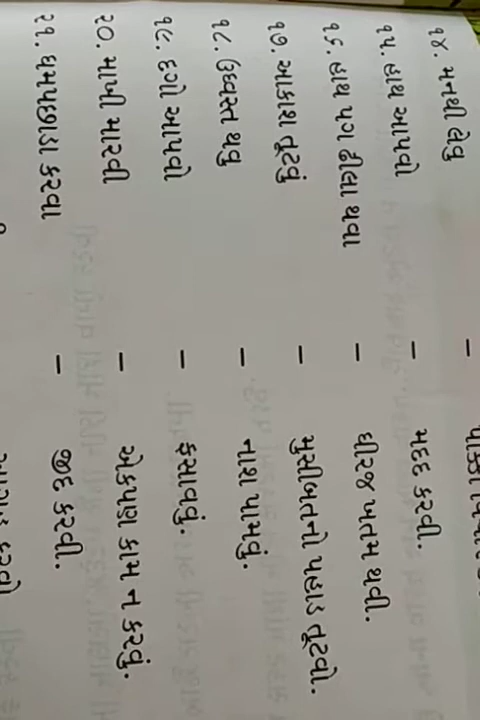 ૧૪. મનથી લેવુ –
૧૫. હાથ આપવો – મદદ કરવી.
૧૬. હાથ પગ ઢીલા થવા – ધીરજ ખતમ થવી.
૧૭. આકાશ તૂટવું – મુસીબતનો પહાડ તૂટવો.
૧૮. ઉધ્વસ્ત થવુ – નાશ પામવું.
૧૯. દગો આપવો – ફસાવવું.
૨૦. માખી મારવી – એકપણ કામ ન કરવું.
૨૧. ધમપછાડા કરવા – જીદ કરવી.
કરવો